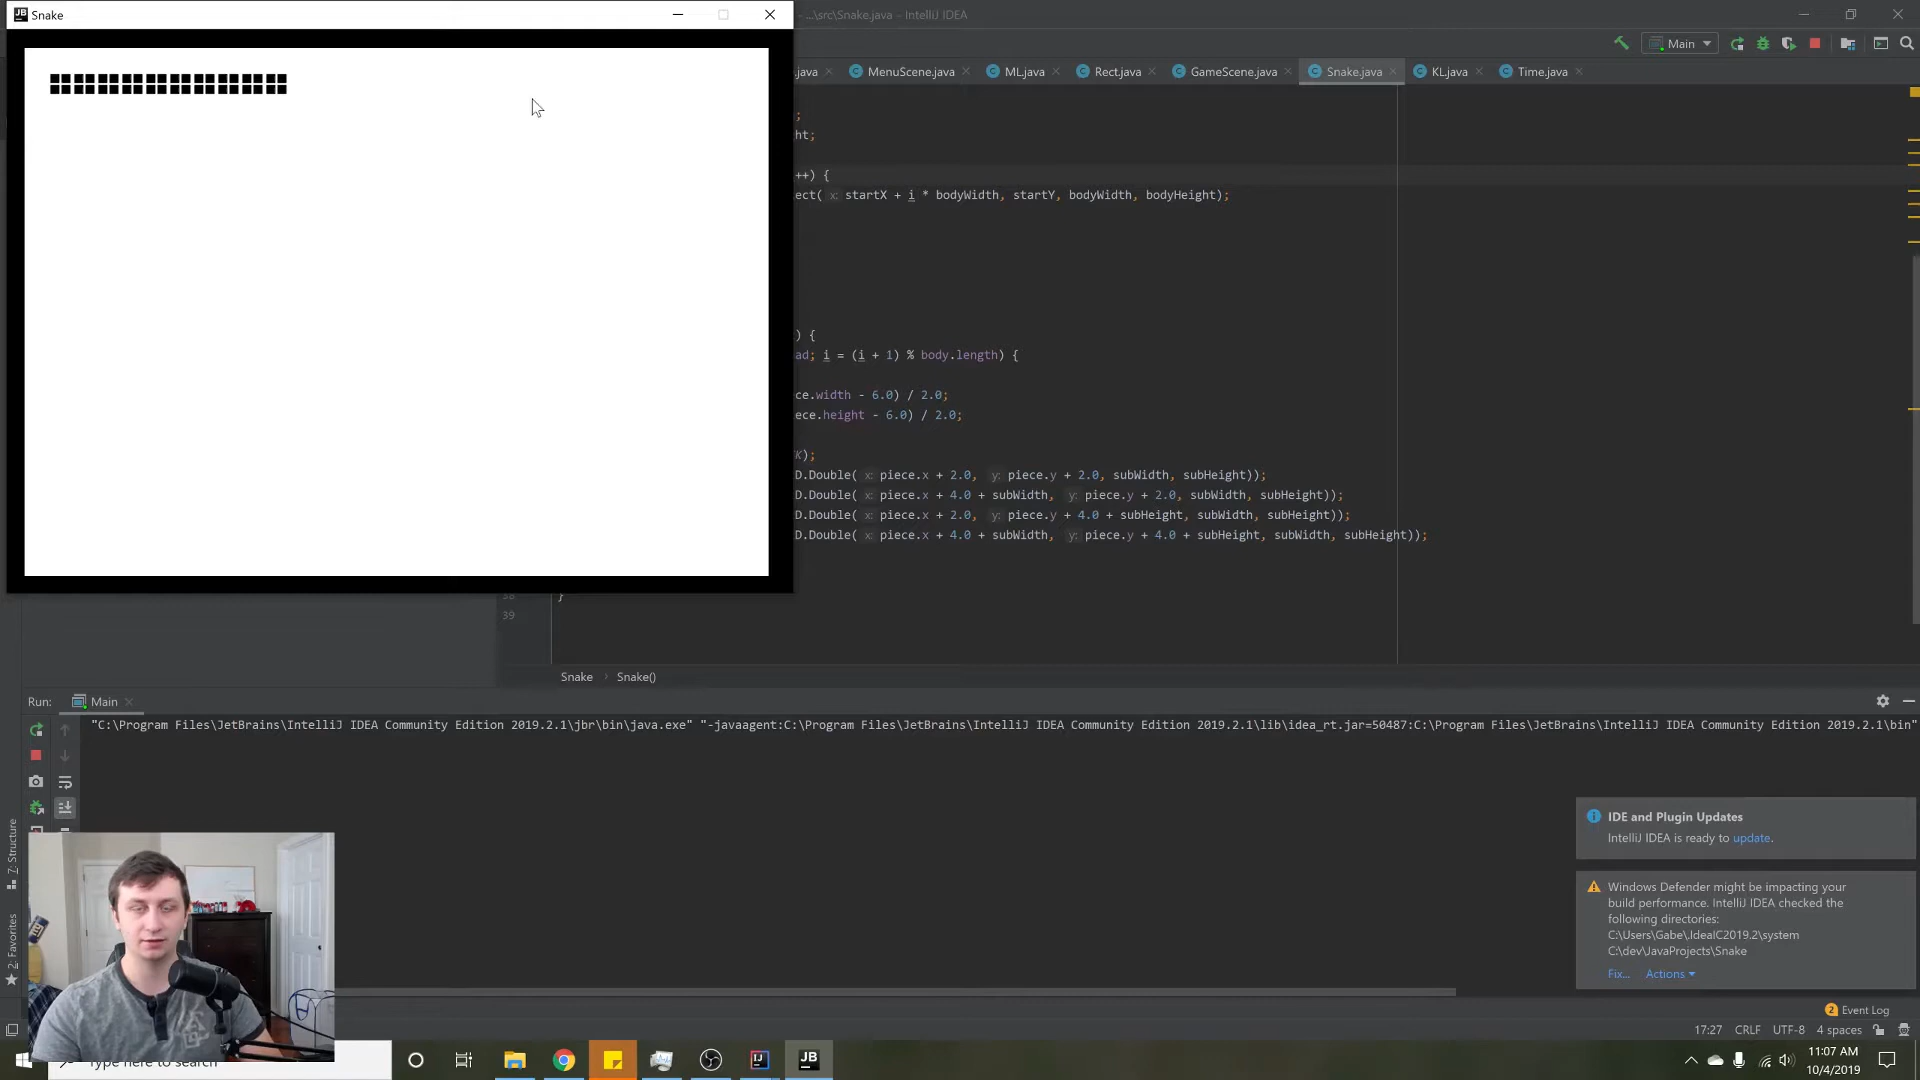 JB Snake
...\src\Snake.java - IntelliJ IDEA
Main
.java
MenuScene.java
ML.java
Rect.java
GameScene.java
Snake.java
KL.java
Time.java
;
ht;
++) {
ect( x: startX + i * bodyWidth, startY, bodyWidth, bodyHeight);
) {
ad; i = (i + 1) % body.length) {
ce.width - 6.0) / 2.0;
ece.height - 6.0) / 2.0;
K);
D.Double( x: piece.x + 2.0, y: piece.y + 2.0, subWidth, subHeight));
D.Double( x: piece.x + 4.0 + subWidth, y: piece.y + 2.0, subWidth, subHeight));
D.Double( x: piece.x + 2.0, y: piece.y + 4.0 + subHeight, subWidth, subHeight));
D.Double( x: piece.x + 4.0 + subWidth, y: piece.y + 4.0 + subHeight, subWidth, subHeight));
38 }
39
Snake › Snake()
Run: Main
"C:\Program Files\JetBrains\IntelliJ IDEA Community Edition 2019.2.1\jbr\bin\java.exe" "-javaagent:C:\Program Files\JetBrains\IntelliJ IDEA Community Edition 2019.2.1\lib\idea_rt.jar=50487:C:\Program Files\JetBrains\IntelliJ IDEA Community Edition 2019.2.1\bin"
Z: Structure
2: Favorites
IDE and Plugin Updates
IntelliJ IDEA is ready to update.
Windows Defender might be impacting your
build performance. IntelliJ IDEA checked the
following directories:
C:\Users\Gabe\.IdeaIC2019.2\system
C:\dev\JavaProjects\Snake
Fix... Actions
2 Event Log
17:27 CRLF UTF-8 4 spaces
Type here to search
IJ
JB
11:07 AM
10/4/2019